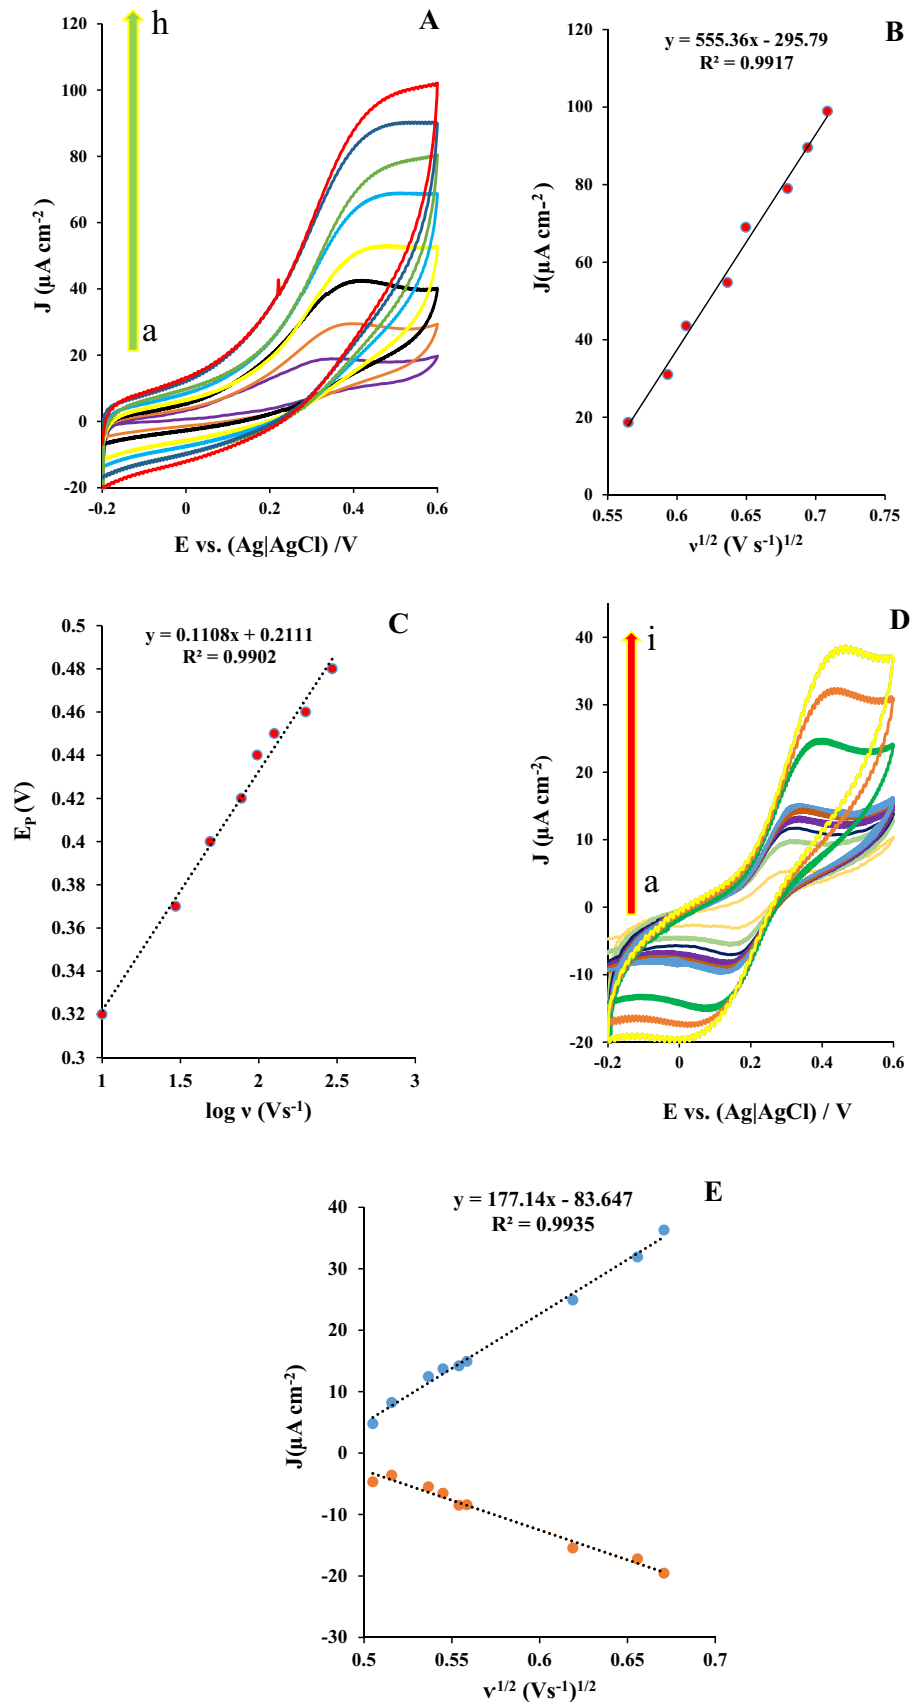 A
h
a
120
100
80
60
40
20
0
-20
-0.2 0 0.2 0.4 0.6
J (µA cm-2)
E vs. (Ag|AgCl) /V
B
y = 555.36x - 295.79
R² = 0.9917
120
100
80
60
40
20
0
0.55 0.6 0.65 0.7 0.75
J(µA cm-²)
ν1/2 (V s-1)1/2
C
y = 0.1108x + 0.2111
R² = 0.9902
0.5
0.48
0.46
0.44
0.42
0.4
0.38
0.36
0.34
0.32
0.3
1 1.5 2 2.5 3
EP (V)
log ν (Vs-1)
D
i
a
40
30
20
10
0
-10
-20
-0.2 0 0.2 0.4 0.6
J (µA cm-2)
E vs. (Ag|AgCl) / V
E
y = 177.14x - 83.647
R² = 0.9935
40
30
20
10
0
-10
-20
-30
0.5 0.55 0.6 0.65 0.7
J(µA cm-2)
ν1/2 (Vs-1)1/2